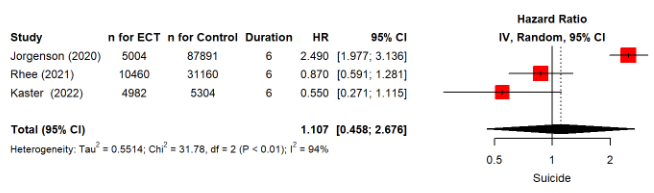 Hazard Ratio
Study n for ECT n for Control Duration HR 95% CI IV, Random, 95% CI
Jorgenson (2020) 5004 87891 6 2.490 [1.977; 3.136]
Rhee (2021) 10460 31160 6 0.870 [0.591; 1.281]
Kaster (2022) 4982 5304 6 0.550 [0.271; 1.115]
Total (95% CI) 1.107 [0.458; 2.676]
Heterogeneity: Tau² = 0.5514; Chi² = 31.78, df = 2 (P < 0.01); I² = 94%
0.5 1 2
Suicide